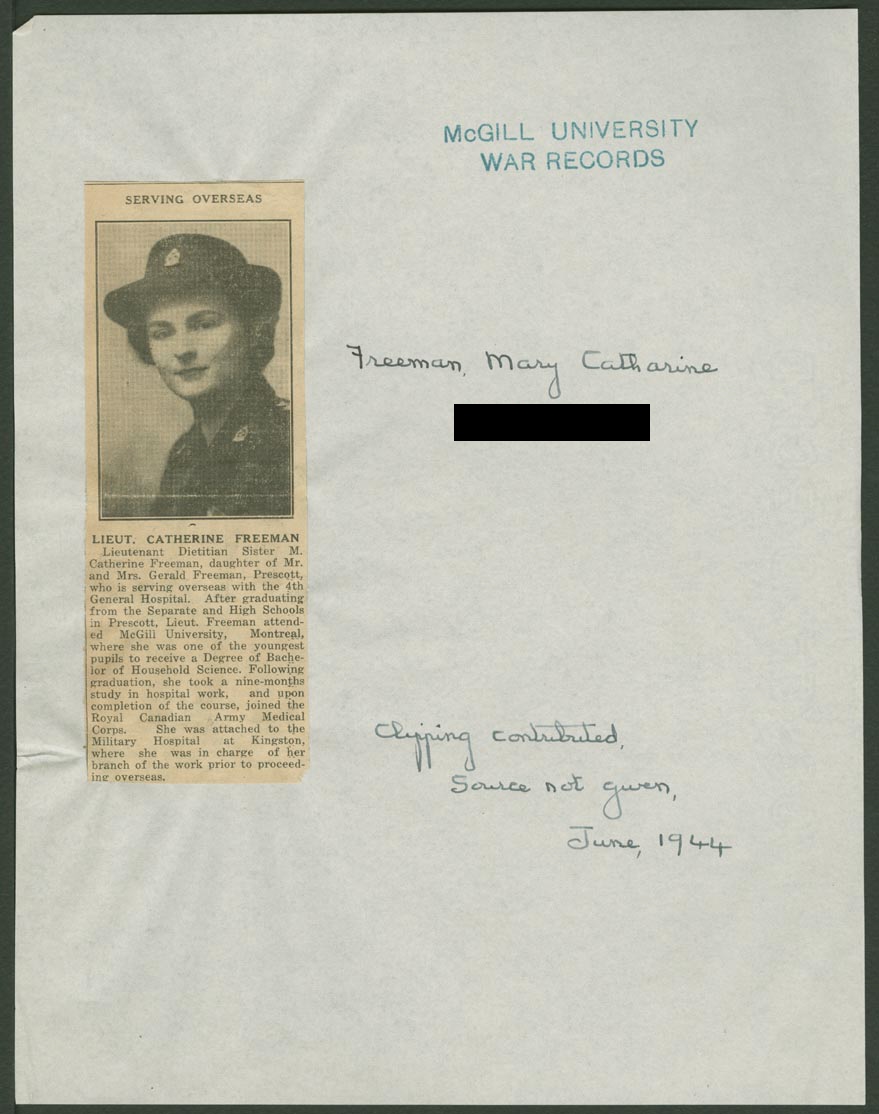 McGILL UNIVERSITY
WAR RECORDS
SERVING OVERSEAS
LIEUT. CATHERINE FREEMAN
Lieutenant Dietitian Sister M.
Catherine Freeman, daughter of Mr.
and Mrs. Gerald Freeman, Prescott,
who is serving overseas with the 4th
General Hospital. After graduating
from the Separate and High Schools
in Prescott, Lieut. Freeman attend-
ed McGill University, Montreal,
where she was one of the youngest
pupils to receive a Degree of Bache-
lor of Household Science. Following
graduation, she took a nine-months
study in hospital work, and upon
completion of the course, joined the
Royal Canadian Army Medical
Corps. She was attached to the
Military Hospital at Kingston,
where she was in charge of her
branch of the work prior to proceed-
ing overseas.
Freeman, Mary Catharine
Clipping contributed,
Source not given,
June, 1944